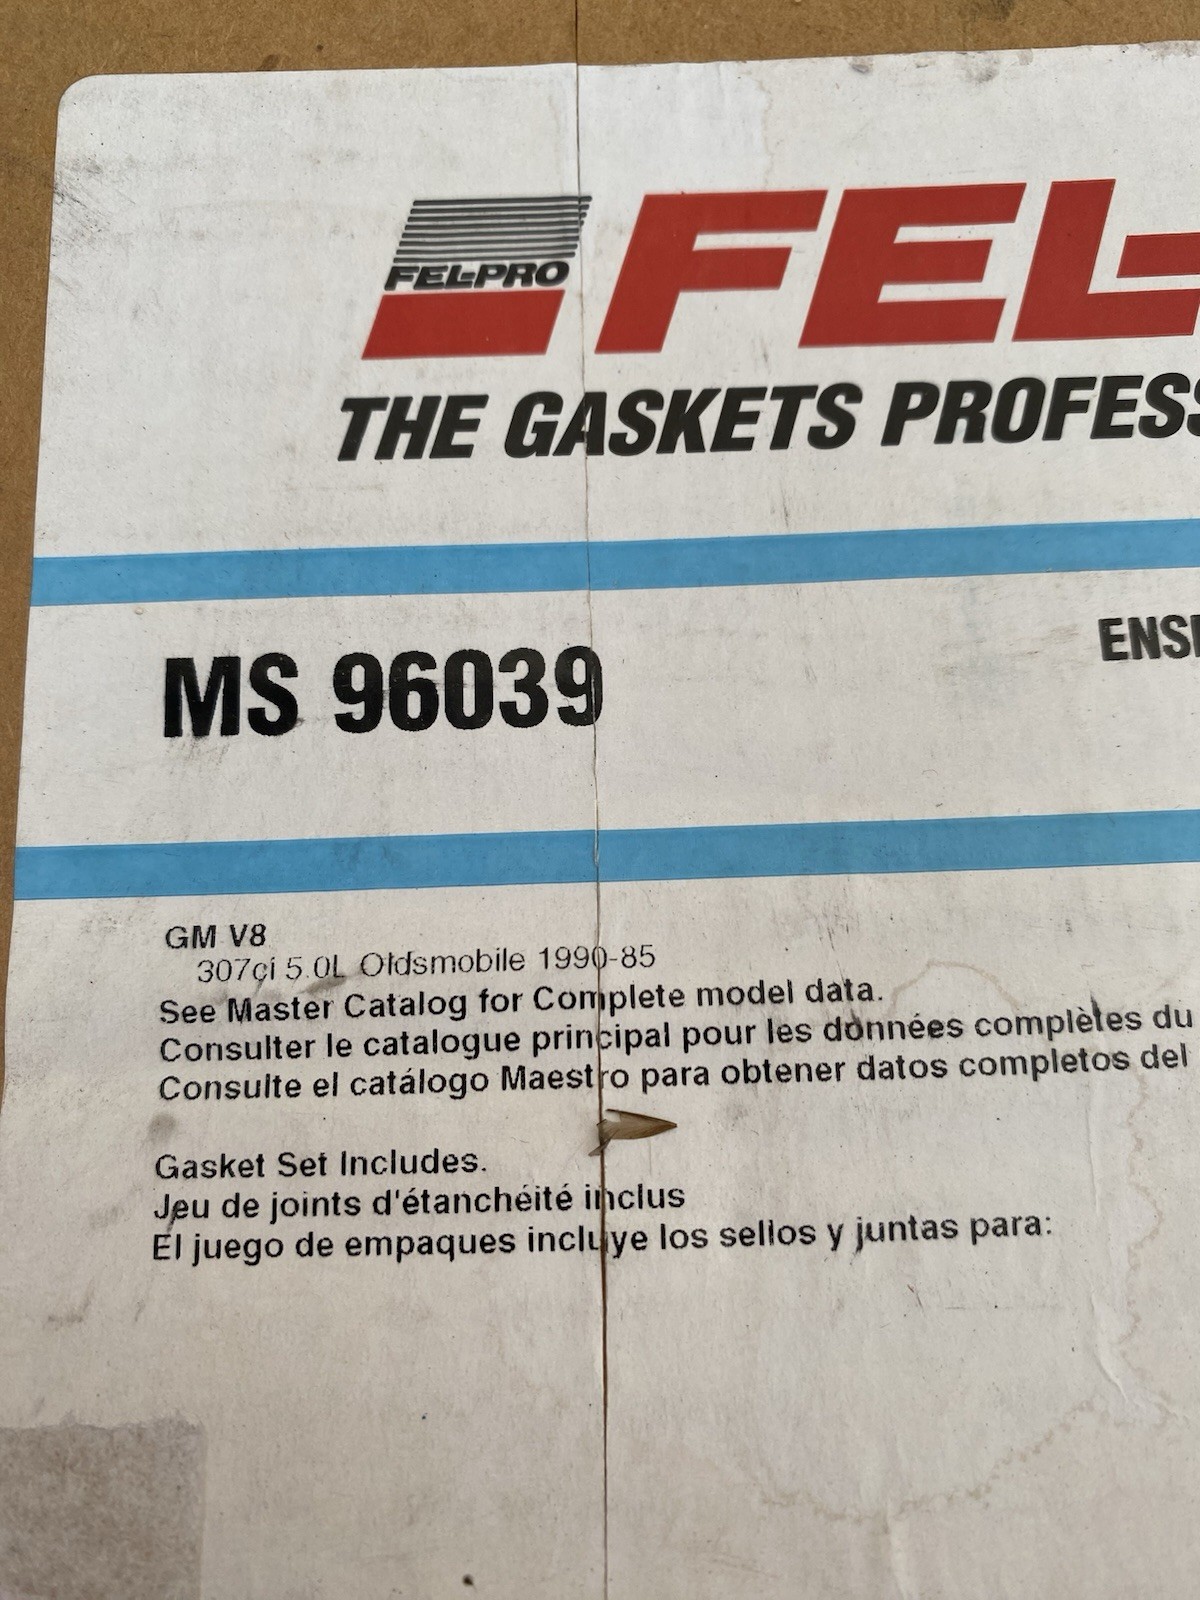 FEL-PRO
FEL-
THE GASKETS PROFESS
MS 96039
ENS
GM V8
307ci 5.0L Oldsmobile 1990-85
See Master Catalog for Complete model data.
Consulter le catalogue principal pour les données complètes du
Consulte el catálogo Maestro para obtener datos completos del
Gasket Set Includes.
Jeu de joints d'étanchéité inclus
El juego de empaques incluye los sellos y juntas para: